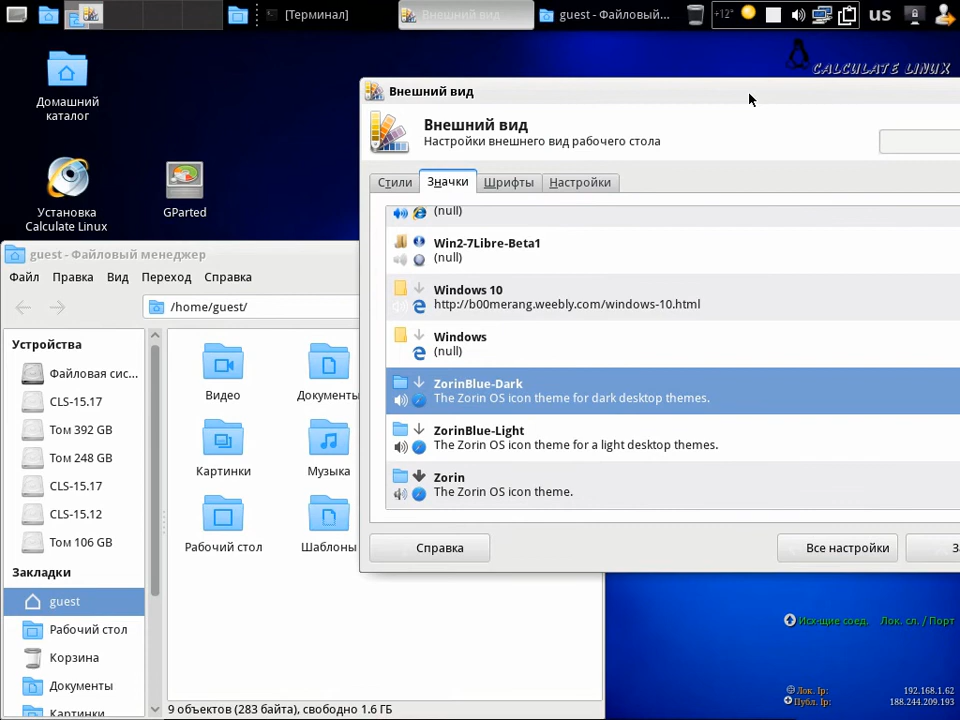 [Терминал]
Внешний вид
guest - Файловый...
+12°
us
CALCULATE LINUX
Домашний
каталог
Установка
Calculate Linux
GParted
Внешний вид
Внешний вид
Настройки внешнего вид рабочего стола
Стили
Значки
Шрифты
Настройки
(null)
Win2-7Libre-Beta1
(null)
Windows 10
http://b00merang.weebly.com/windows-10.html
Windows
(null)
ZorinBlue-Dark
The Zorin OS icon theme for dark desktop themes.
ZorinBlue-Light
The Zorin OS icon theme for a light desktop themes.
Zorin
The Zorin OS icon theme.
Справка
Все настройки
За
guest - Файловый менеджер
Файл
Правка
Вид
Переход
Справка
/home/guest/
Устройства
Файловая сис...
CLS-15.17
Том 392 GB
Том 248 GB
CLS-15.17
CLS-15.12
Том 106 GB
Закладки
guest
Рабочий стол
Корзина
Документы
Картинки
Видео
Документы
Картинки
Музыка
Рабочий стол
Шаблоны
9 объектов (283 байта), свободно 1.6 ГБ
Исх-щие соед.
Лок. сл. / Порт
Лок. Ip:
192.168.1.62
Публ. Ip:
188.244.209.193